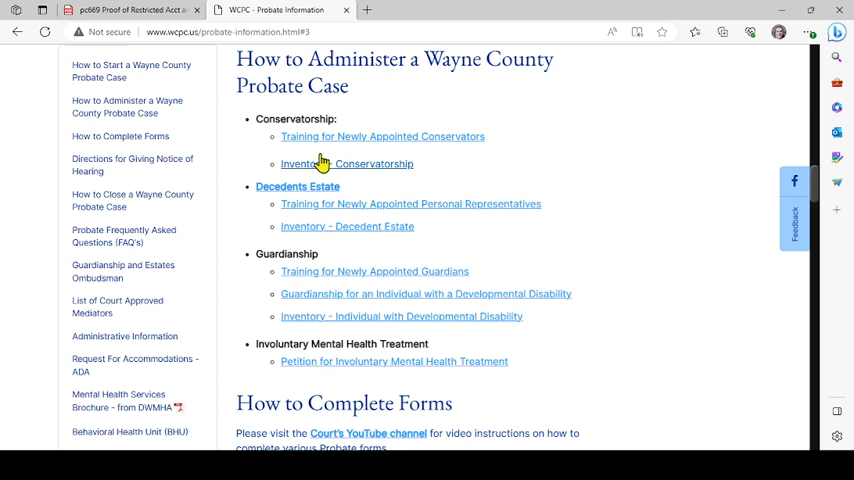 pc669 Proof of Restricted Acct a
WCPC - Probate Information
Not secure
www.wcpc.us/probate-information.html#3
How to Start a Wayne County
Probate Case
How to Administer a Wayne
County Probate Case
How to Complete Forms
Directions for Giving Notice of
Hearing
How to Close a Wayne County
Probate Case
Probate Frequently Asked
Questions (FAQ's)
Guardianship and Estates
Ombudsman
List of Court Approved
Mediators
Administrative Information
Request For Accommodations -
ADA
Mental Health Services
Brochure - from DWMHA
Behavioral Health Unit (BHU)
How to Administer a Wayne County
Probate Case
Conservatorship:
Training for Newly Appointed Conservators
Inventory - Conservatorship
Decedents Estate
Training for Newly Appointed Personal Representatives
Inventory - Decedent Estate
Guardianship
Training for Newly Appointed Guardians
Guardianship for an Individual with a Developmental Disability
Inventory - Individual with Developmental Disability
Involuntary Mental Health Treatment
Petition for Involuntary Mental Health Treatment
How to Complete Forms
Please visit the Court's YouTube channel for video instructions on how to
complete various Probate forms
Feedback